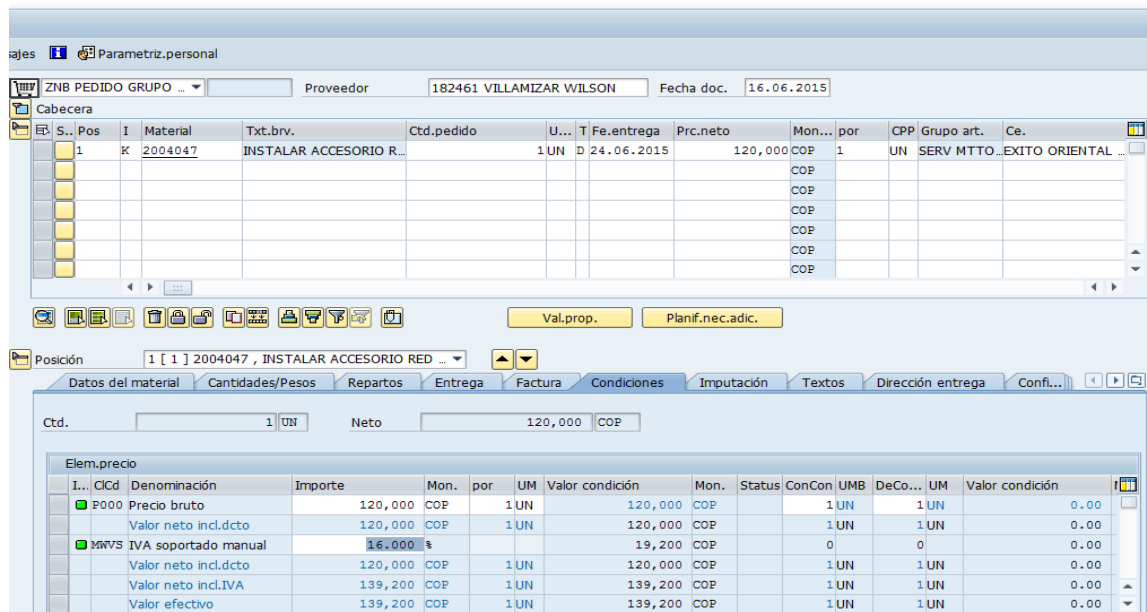 sajes Parametriz.personal
ZNB PEDIDO GRUPO ... Proveedor 182461 VILLAMIZAR WILSON Fecha doc. 16.06.2015
Cabecera
S.. Pos I Material Txt.brv. Ctd.pedido U... T Fe.entrega Prc.neto Mon... por CPP Grupo art. Ce.
1 K 2004047 INSTALAR ACCESORIO R... 1 UN D 24.06.2015 120,000 COP 1 UN SERV MTTO... EXITO ORIENTAL ...
COP
COP
COP
COP
COP
COP
Val.prop. Planif.nec.adic.
Posición 1 [ 1 ] 2004047 , INSTALAR ACCESORIO RED ...
Datos del material Cantidades/Pesos Repartos Entrega Factura Condiciones Imputación Textos Dirección entrega Confi...
Ctd. 1 UN Neto 120,000 COP
Elem.precio
I... ClCd Denominación Importe Mon. por UM Valor condición Mon. Status ConCon UMB DeCo... UM Valor condición
P000 Precio bruto 120,000 COP 1 UN 120,000 COP 1 UN 1 UN 0.00
Valor neto incl.dcto 120,000 COP 1 UN 120,000 COP 1 UN 1 UN 0.00
MWVS IVA soportado manual 16.000 % 19,200 COP 0 0 0.00
Valor neto incl.dcto 120,000 COP 1 UN 120,000 COP 1 UN 1 UN 0.00
Valor neto incl.IVA 139,200 COP 1 UN 139,200 COP 1 UN 1 UN 0.00
Valor efectivo 139,200 COP 1 UN 139,200 COP 1 UN 1 UN 0.00